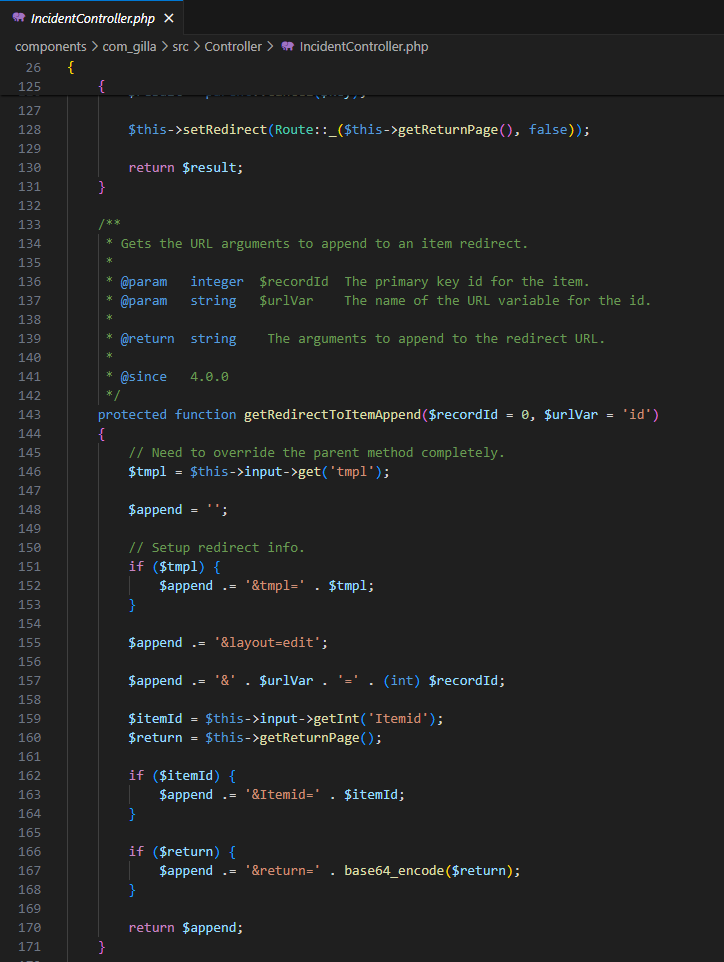 IncidentController.php ×
components > com_gilla > src > Controller > IncidentController.php
26 {
125     {
127
128         $this->setRedirect(Route::_($this->getReturnPage(), false));
129
130         return $result;
131     }
132
133     /**
134      * Gets the URL arguments to append to an item redirect.
135      *
136      * @param   integer  $recordId  The primary key id for the item.
137      * @param   string   $urlVar    The name of the URL variable for the id.
138      *
139      * @return  string    The arguments to append to the redirect URL.
140      *
141      * @since   4.0.0
142      */
143     protected function getRedirectToItemAppend($recordId = 0, $urlVar = 'id')
144     {
145         // Need to override the parent method completely.
146         $tmpl = $this->input->get('tmpl');
147
148         $append = '';
149
150         // Setup redirect info.
151         if ($tmpl) {
152             $append .= '&tmpl=' . $tmpl;
153         }
154
155         $append .= '&layout=edit';
156
157         $append .= '&' . $urlVar . '=' . (int) $recordId;
158
159         $itemId = $this->input->getInt('Itemid');
160         $return = $this->getReturnPage();
161
162         if ($itemId) {
163             $append .= '&Itemid=' . $itemId;
164         }
165
166         if ($return) {
167             $append .= '&return=' . base64_encode($return);
168         }
169
170         return $append;
171     }